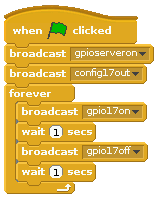 when clicked
broadcast gpioserveron
broadcast config17out
forever
broadcast gpio17on
wait 1 secs
broadcast gpio17off
wait 1 secs